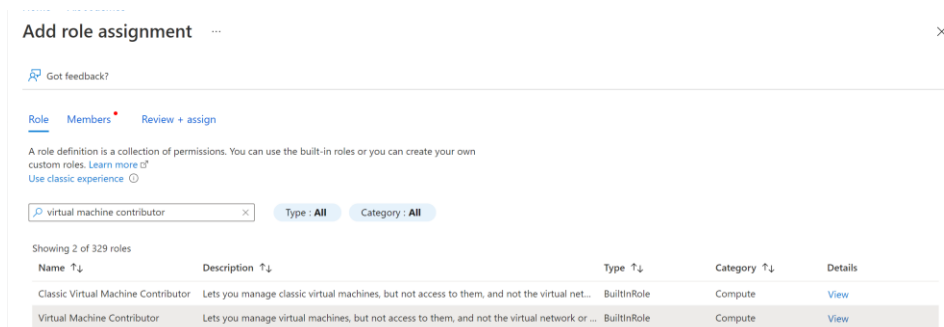 Add role assignment ...
Got feedback?
Role Members Review + assign
A role definition is a collection of permissions. You can use the built-in roles or you can create your own
custom roles. Learn more
Use classic experience
virtual machine contributor Type : All Category : All
Showing 2 of 329 roles
Name ↑↓ Description ↑↓ Type ↑↓ Category ↑↓ Details
Classic Virtual Machine Contributor Lets you manage classic virtual machines, but not access to them, and not the virtual net... BuiltInRole Compute View
Virtual Machine Contributor Lets you manage virtual machines, but not access to them, and not the virtual network or ... BuiltInRole Compute View